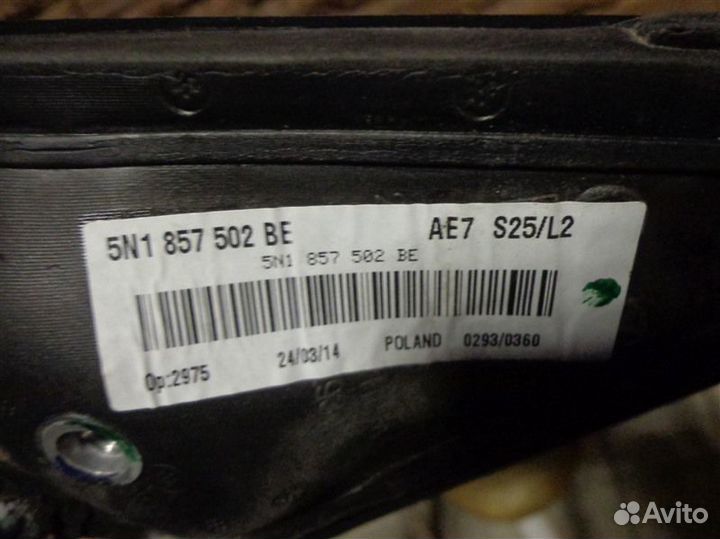 5N1 857 502 BE AE7 S25/L2
5N1 857 502 BE
Op:2975 24/03/14 POLAND 0293/0360
Avito